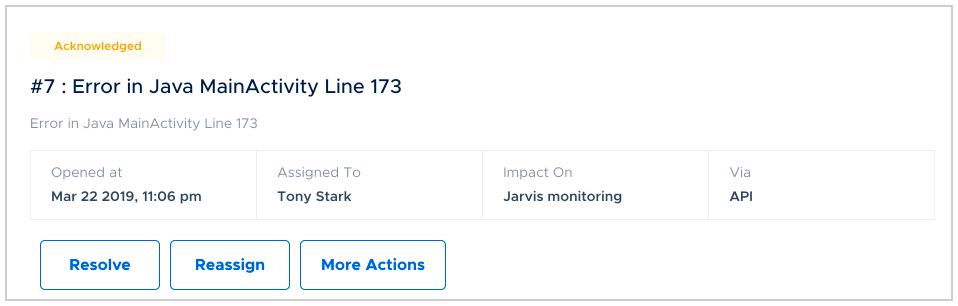 Acknowledged
#7 : Error in Java MainActivity Line 173
Error in Java MainActivity Line 173
Opened at
Mar 22 2019, 11:06 pm
Assigned To
Tony Stark
Impact On
Jarvis monitoring
Via
API
Resolve
Reassign
More Actions